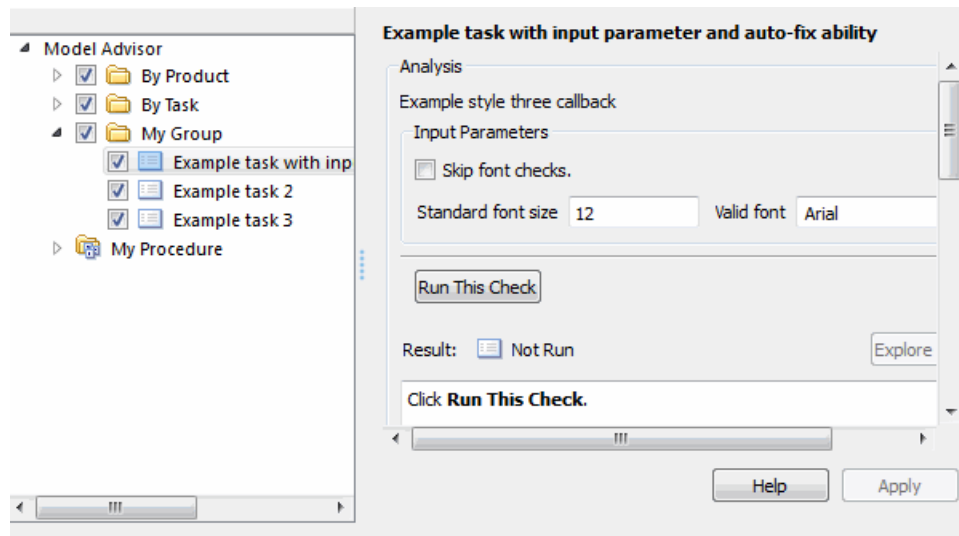 Model Advisor
By Product
By Task
My Group
Example task with inp
Example task 2
Example task 3
My Procedure
Example task with input parameter and auto-fix ability
Analysis
Example style three callback
Input Parameters
Skip font checks.
Standard font size 12 Valid font Arial
Run This Check
Result: Not Run Explore
Click Run This Check.
Help Apply